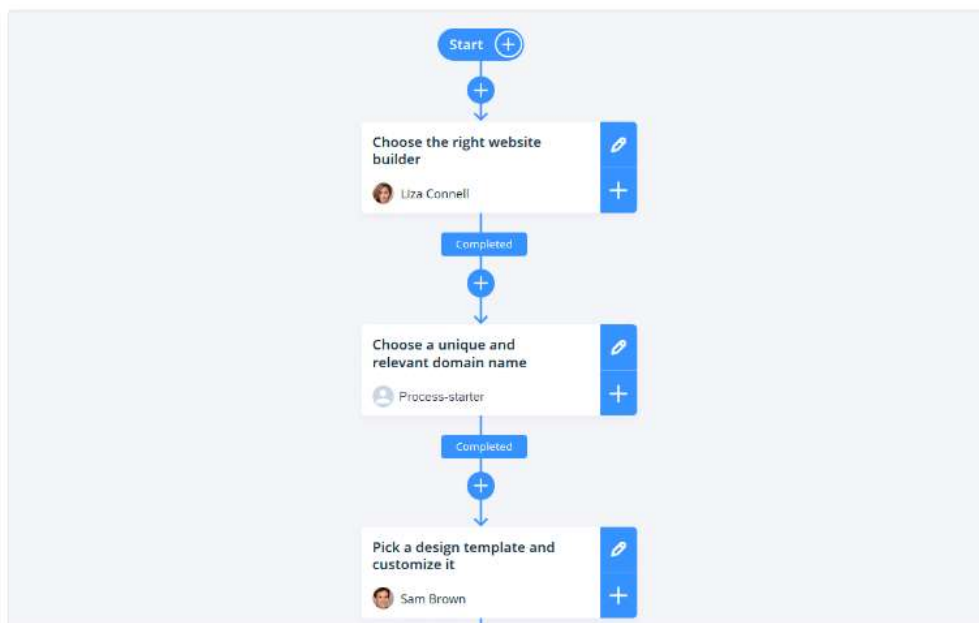 Start
Choose the right website
builder
Liza Connell
Completed
Choose a unique and
relevant domain name
Process-starter
Completed
Pick a design template and
customize it
Sam Brown